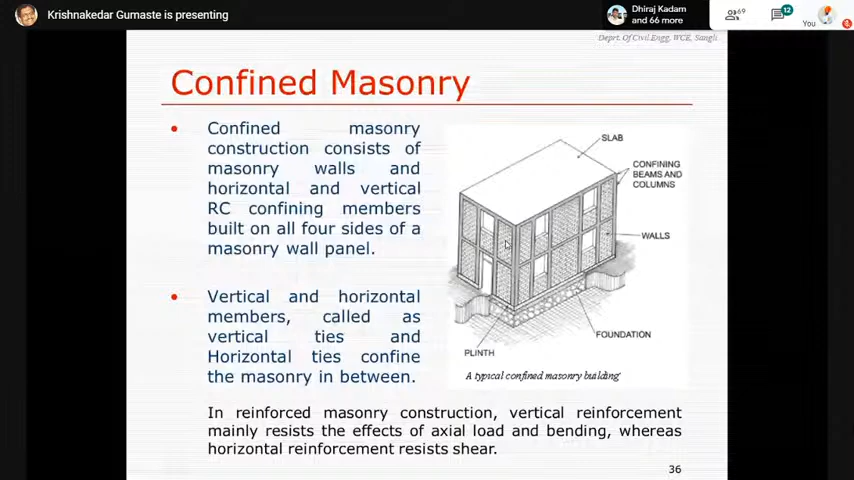 Krishnakedar Gumaste is presenting
Dhiraj Kadam
and 66 more
69
12
You
Deprt. Of Civil.Engg, WCE, Sangli
Confined Masonry
• Confined masonry
construction consists of
masonry walls and
horizontal and vertical
RC confining members
built on all four sides of a
masonry wall panel.
• Vertical and horizontal
members, called as
vertical ties and
Horizontal ties confine
the masonry in between.
SLAB
CONFINING
BEAMS AND
COLUMNS
WALLS
FOUNDATION
PLINTH
A typical confined masonry building
In reinforced masonry construction, vertical reinforcement
mainly resists the effects of axial load and bending, whereas
horizontal reinforcement resists shear.
36